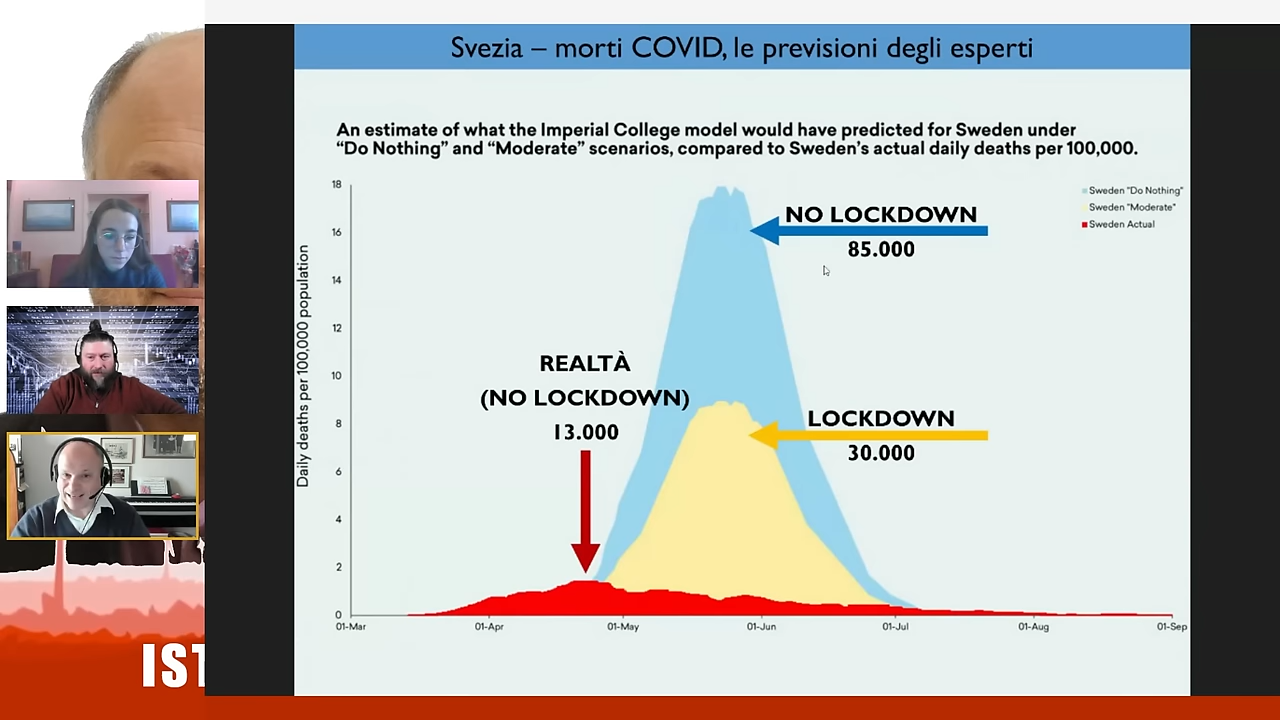 Svezia – morti COVID, le previsioni degli esperti
An estimate of what the Imperial College model would have predicted for Sweden under
“Do Nothing” and “Moderate” scenarios, compared to Sweden’s actual daily deaths per 100,000.
Daily deaths per 100,000 population
18
16
14
12
10
8
6
4
2
0
01-Mar
01-Apr
01-May
01-Jun
01-Jul
01-Aug
01-Sep
Sweden “Do Nothing”
Sweden “Moderate”
Sweden Actual
NO LOCKDOWN
85.000
REALTÀ
(NO LOCKDOWN)
13.000
LOCKDOWN
30.000
IST